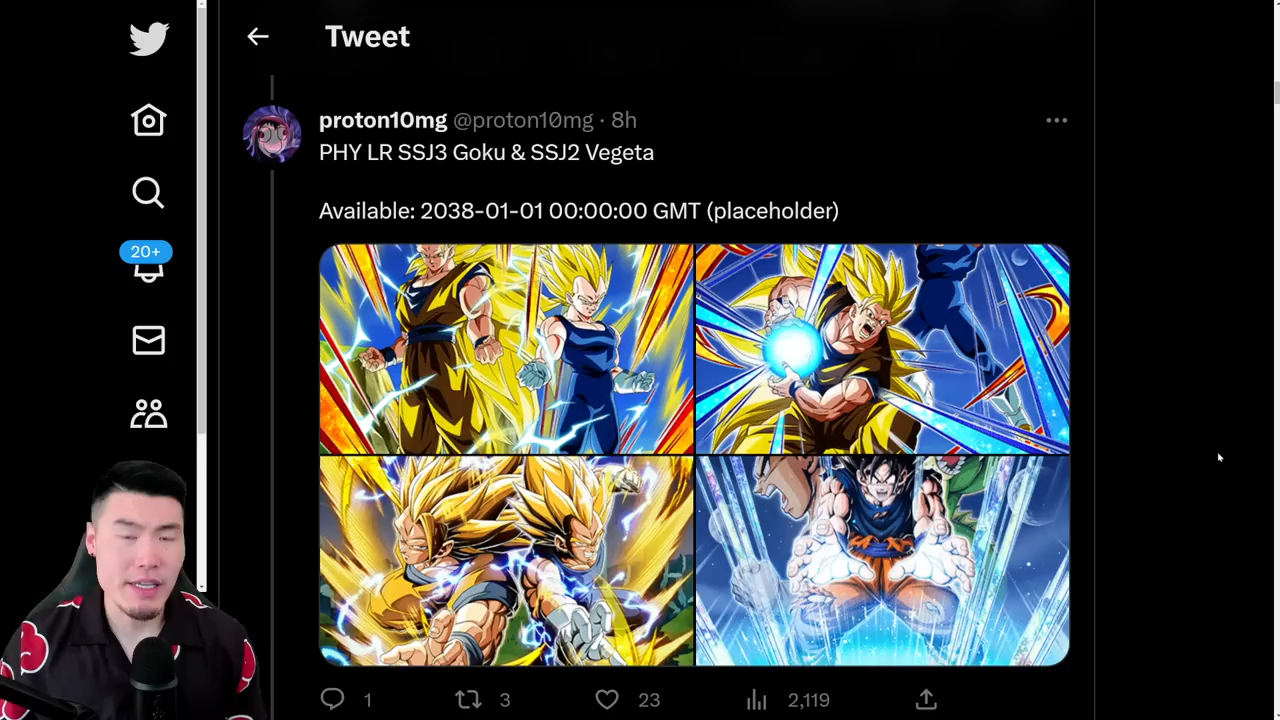 Tweet
proton10mg @proton10mg · 8h
PHY LR SSJ3 Goku & SSJ2 Vegeta
Available: 2038-01-01 00:00:00 GMT (placeholder)
20+
1
3
23
2,119